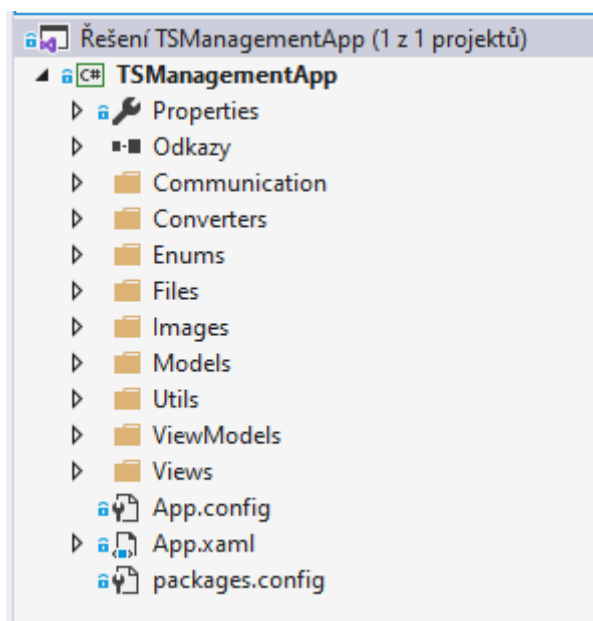 Řešení TSManagementApp (1 z 1 projektů)
C# TSManagementApp
Properties
Odkazy
Communication
Converters
Enums
Files
Images
Models
Utils
ViewModels
Views
App.config
App.xaml
packages.config